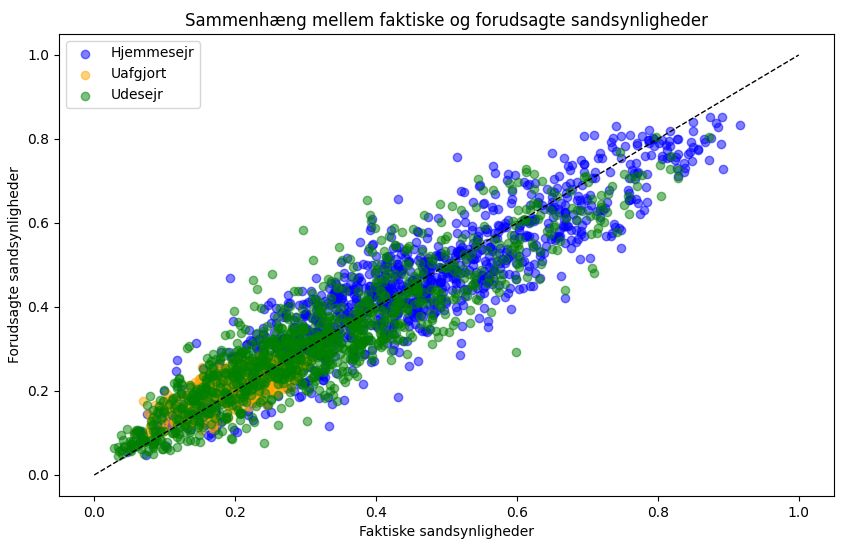 Sammenhæng mellem faktiske og forudsagte sandsynligheder
Hjemmesejr
Uafgjort
Udesejr
Forudsagte sandsynligheder
1.0
0.8
0.6
0.4
0.2
0.0
0.0 0.2 0.4 0.6 0.8 1.0
Faktiske sandsynligheder